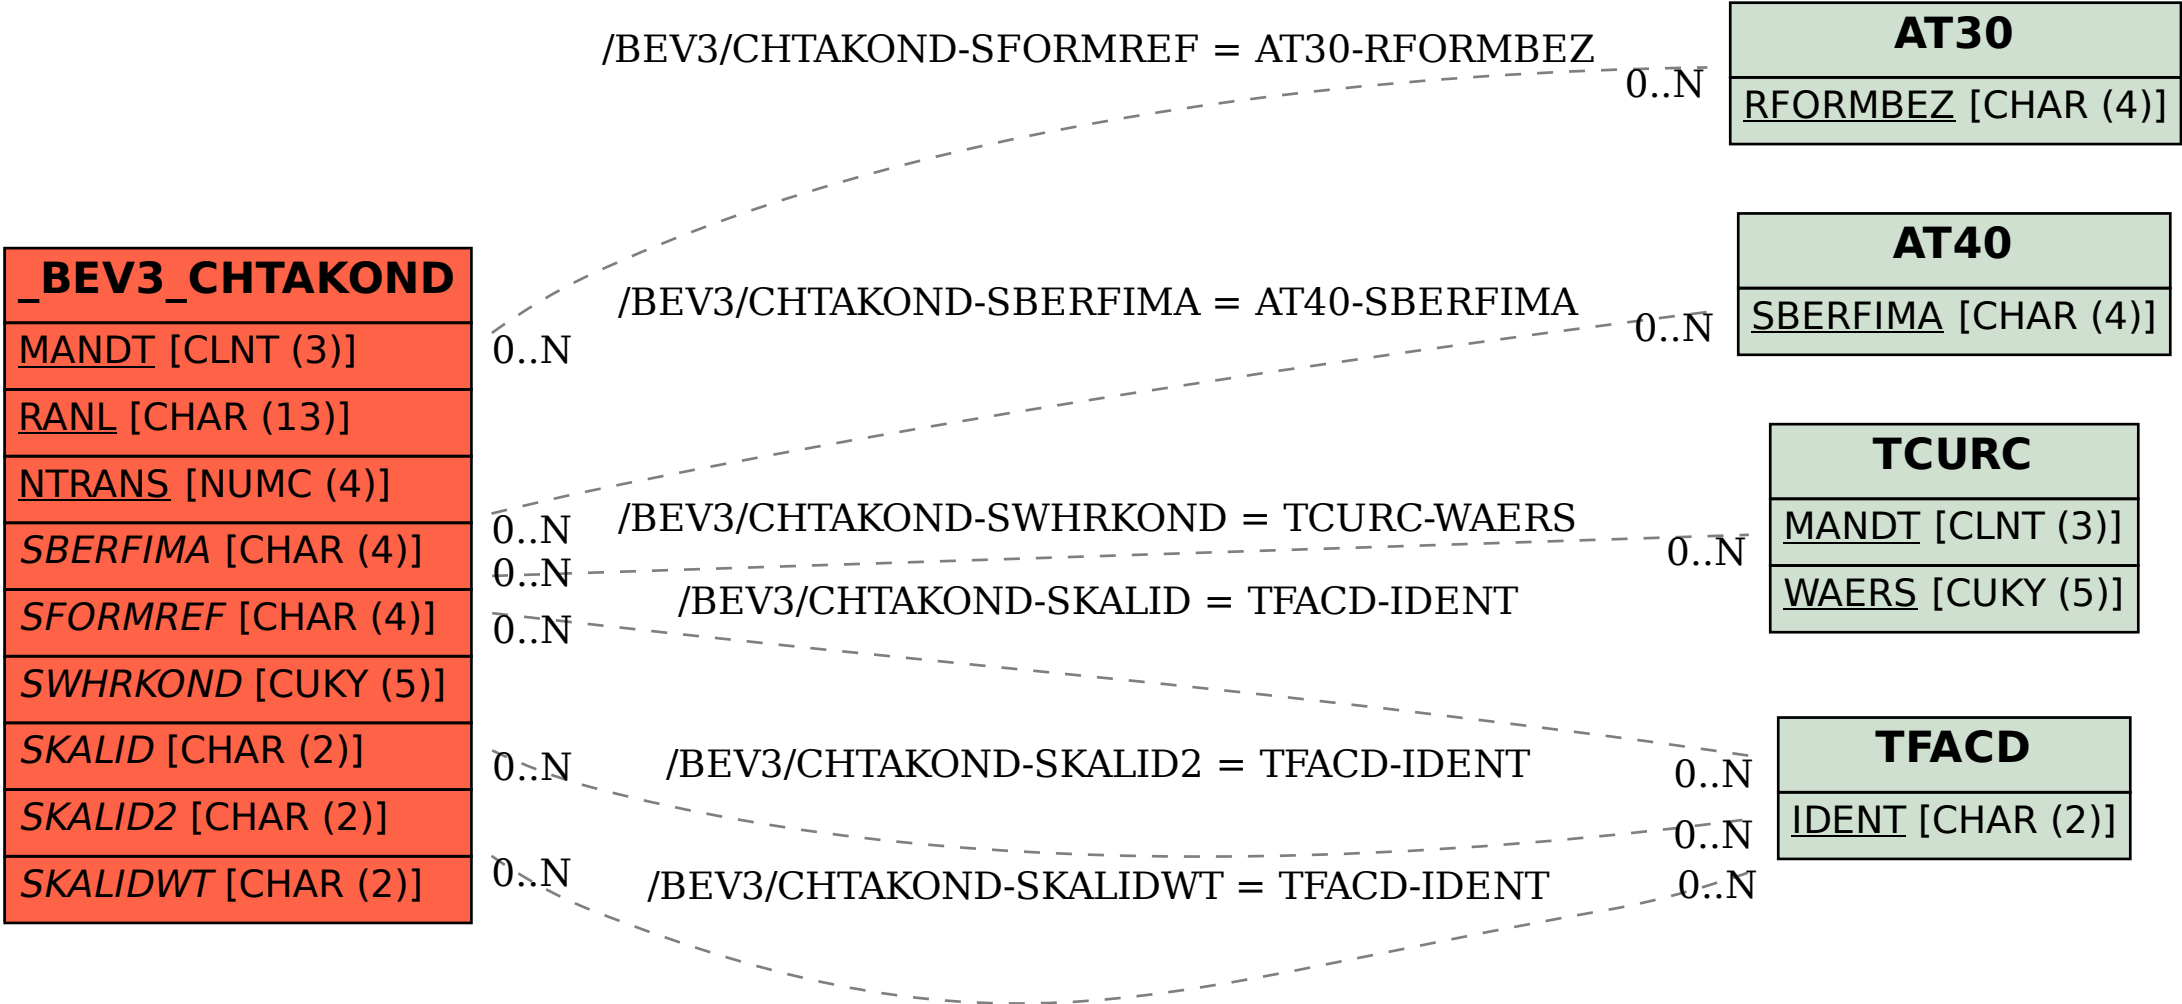 _BEV3_CHTAKOND
MANDT [CLNT (3)]
RANL [CHAR (13)]
NTRANS [NUMC (4)]
SBERFIMA [CHAR (4)]
SFORMREF [CHAR (4)]
SWHRKOND [CUKY (5)]
SKALID [CHAR (2)]
SKALID2 [CHAR (2)]
SKALIDWT [CHAR (2)]
/BEV3/CHTAKOND-SFORMREF = AT30-RFORMBEZ
0..N
0..N
/BEV3/CHTAKOND-SBERFIMA = AT40-SBERFIMA
0..N
0..N
/BEV3/CHTAKOND-SWHRKOND = TCURC-WAERS
0..N
0..N
/BEV3/CHTAKOND-SKALID = TFACD-IDENT
0..N
0..N
/BEV3/CHTAKOND-SKALID2 = TFACD-IDENT
0..N
0..N
/BEV3/CHTAKOND-SKALIDWT = TFACD-IDENT
0..N
0..N
AT30
RFORMBEZ [CHAR (4)]
AT40
SBERFIMA [CHAR (4)]
TCURC
MANDT [CLNT (3)]
WAERS [CUKY (5)]
TFACD
IDENT [CHAR (2)]